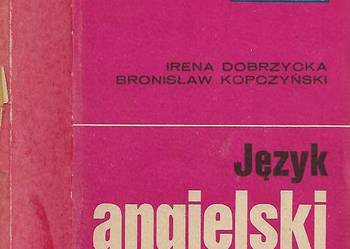 IRENA DOBRZYCKA
BRONISŁAW KOPCZYŃSKI
Język
angielski